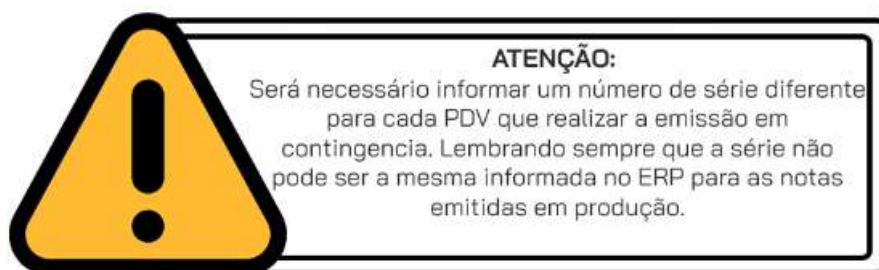 ATENÇÃO:
Será necessário informar um número de série diferente
para cada PDV que realizar a emissão em
contingencia. Lembrando sempre que a série não
pode ser a mesma informada no ERP para as notas
emitidas em produção.